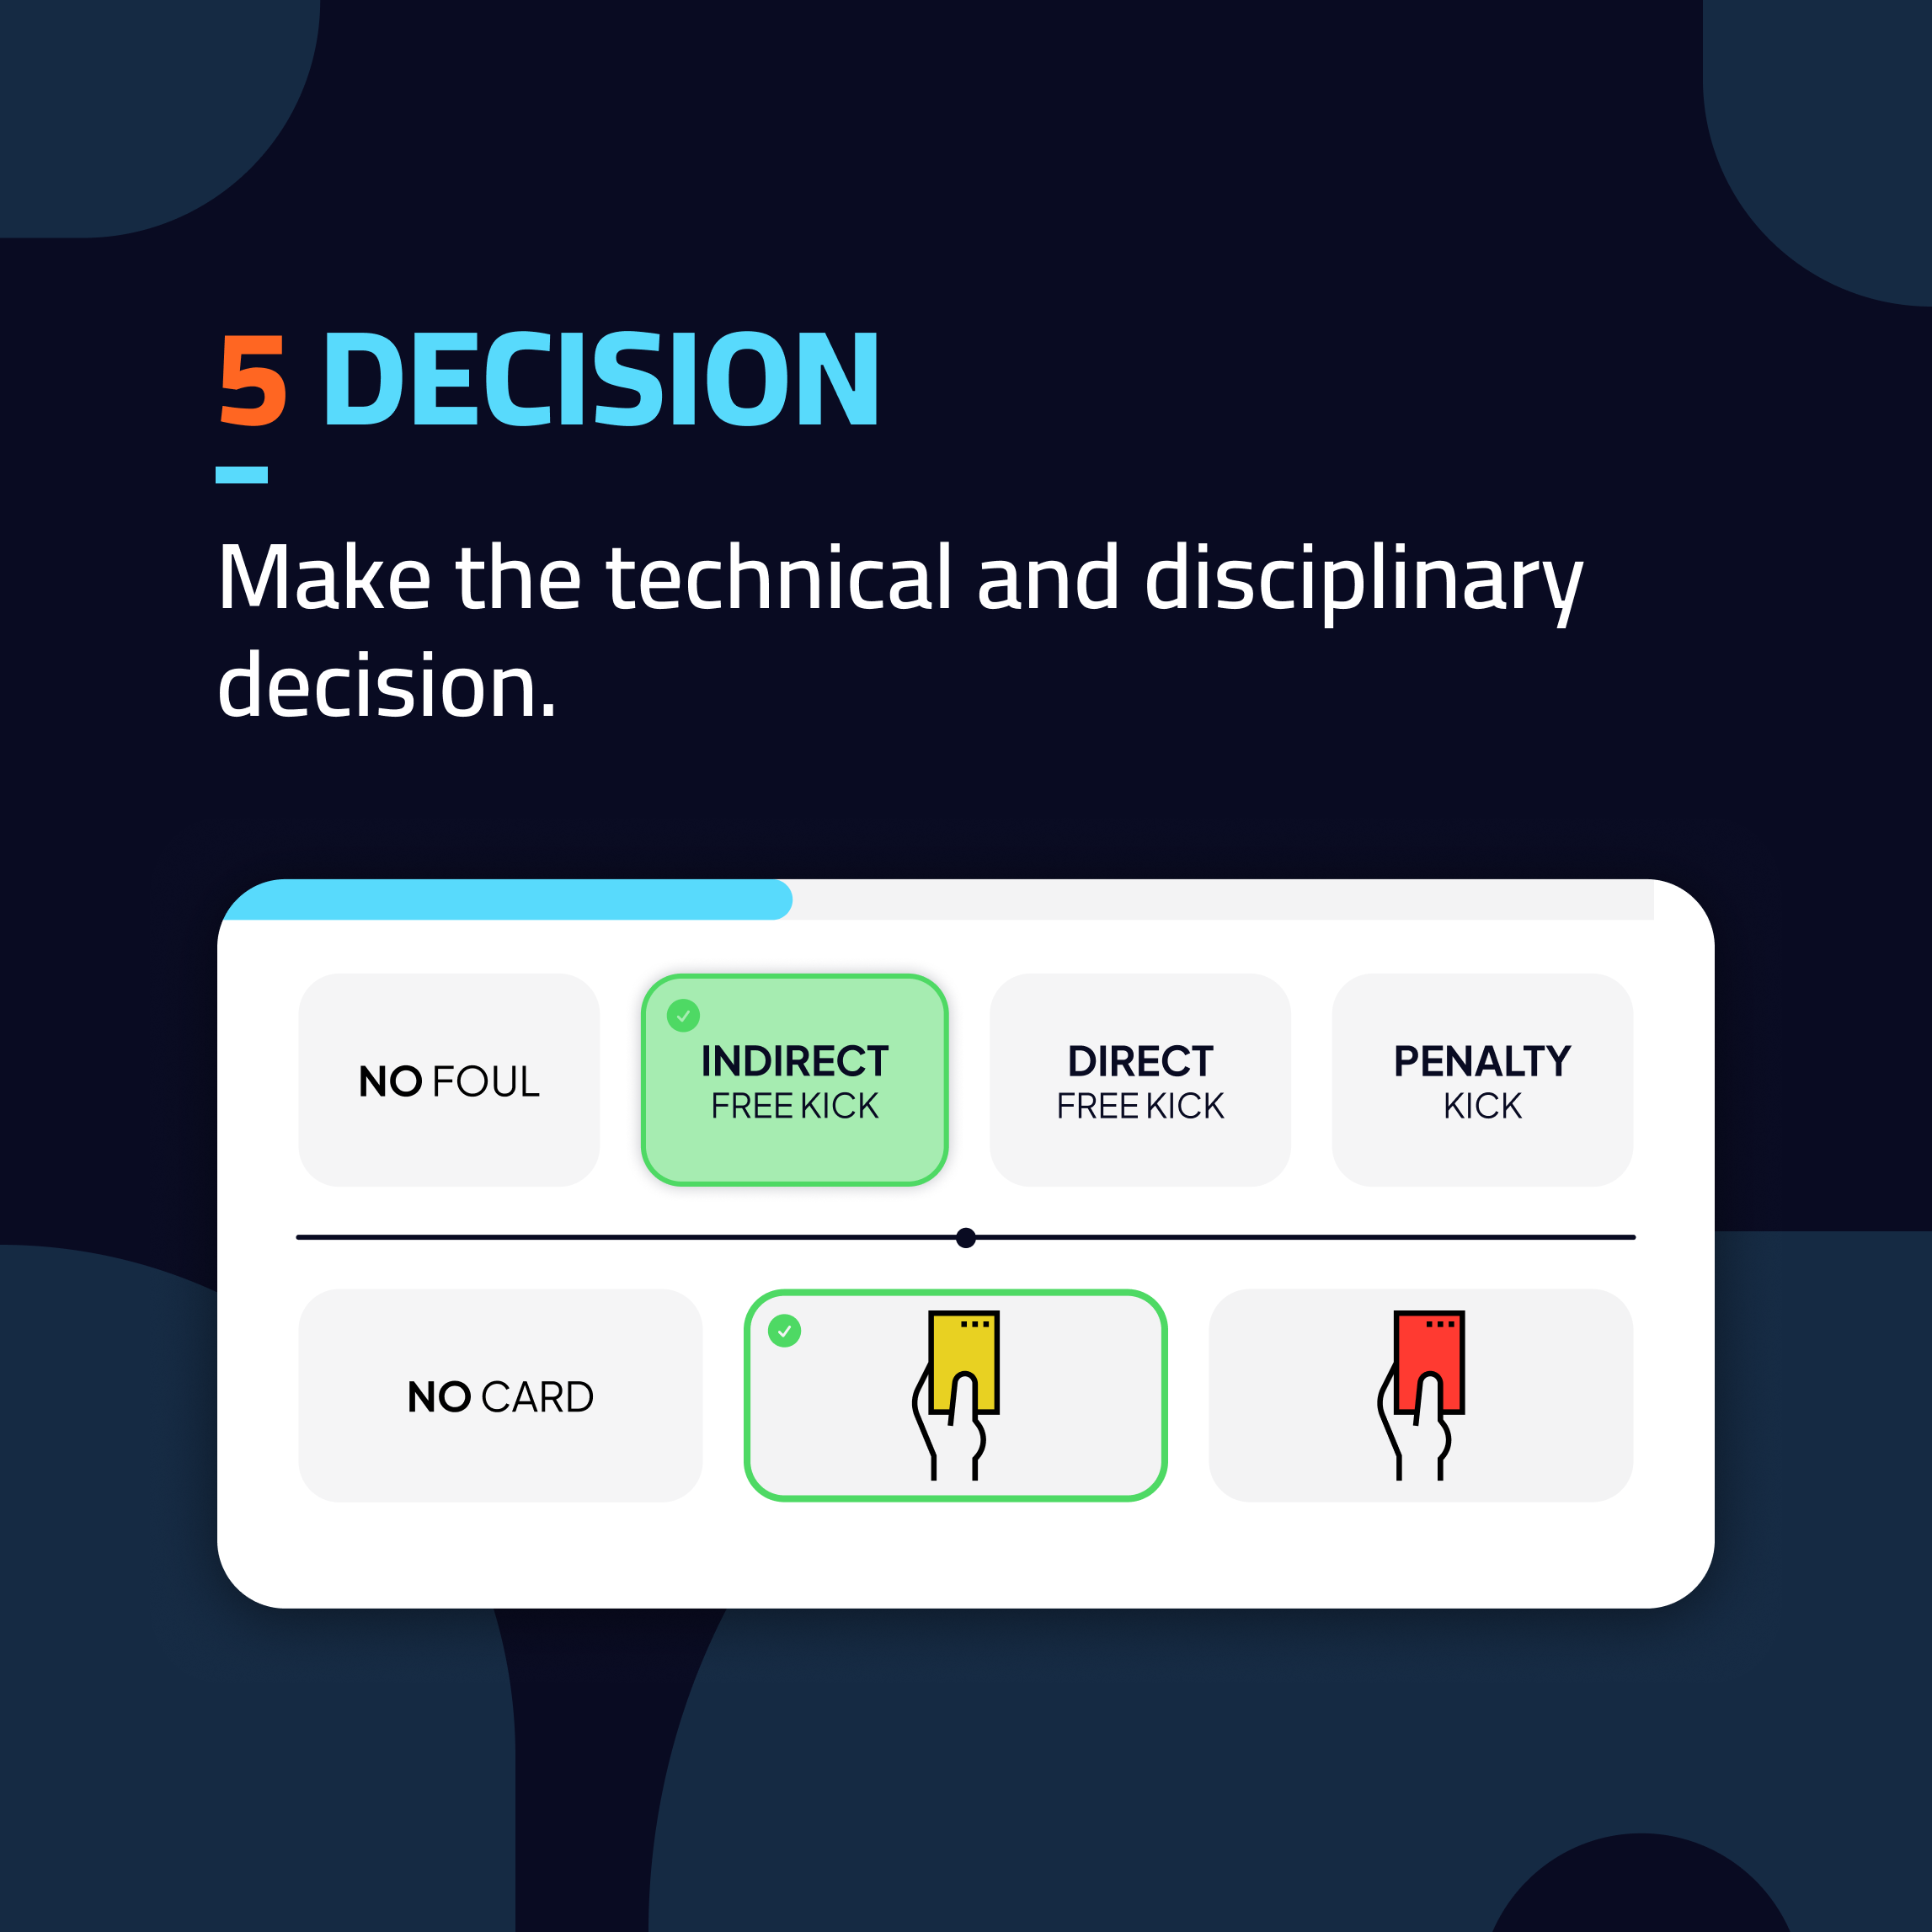 5 DECISION
Make the technical and disciplinary
decision.
NO FOUL
INDIRECT
FREE KICK
DIRECT
FREE KICK
PENALTY
KICK
NO CARD